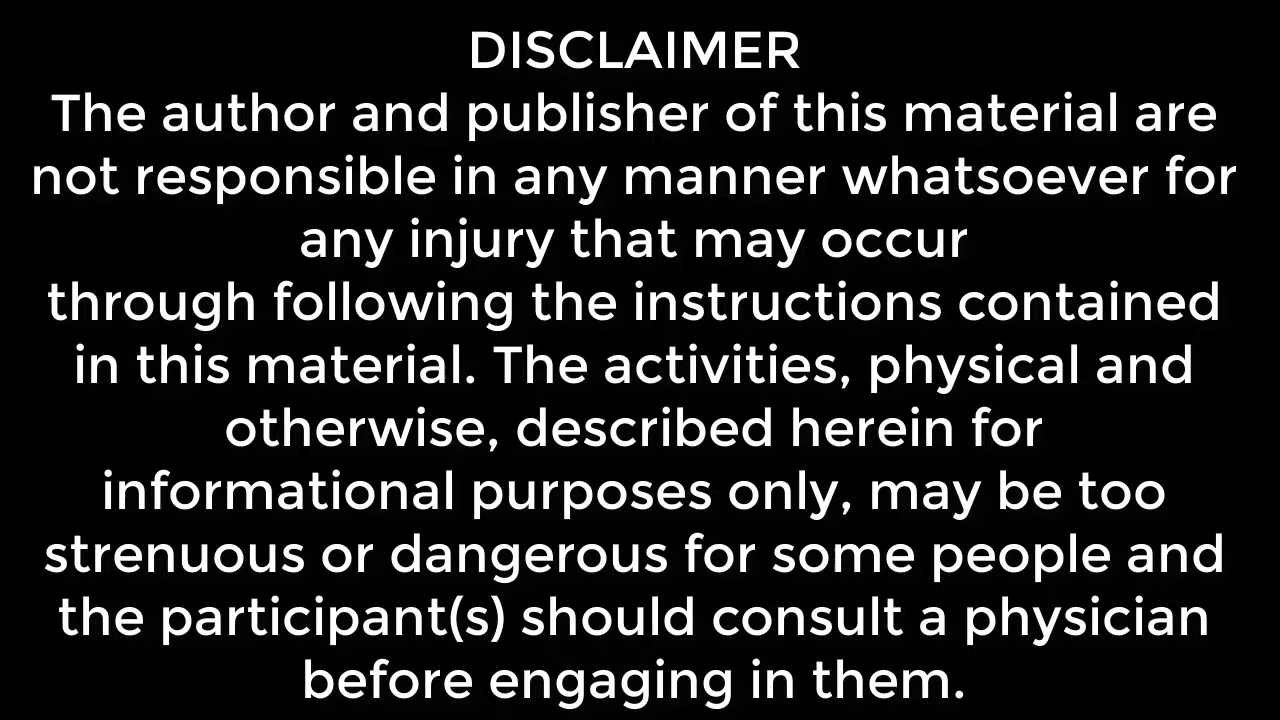 DISCLAIMER
The author and publisher of this material are
not responsible in any manner whatsoever for
any injury that may occur
through following the instructions contained
in this material. The activities, physical and
otherwise, described herein for
informational purposes only, may be too
strenuous or dangerous for some people and
the participant(s) should consult a physician
before engaging in them.